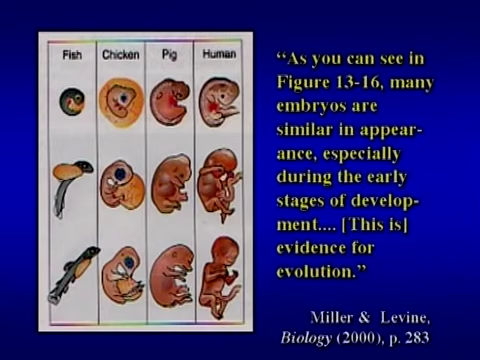 Fish Chicken Pig Human
“As you can see in
Figure 13-16, many
embryos are
similar in appear-
ance, especially
during the early
stages of develop-
ment.... [This is]
evidence for
evolution.”
Miller & Levine,
Biology (2000), p. 283